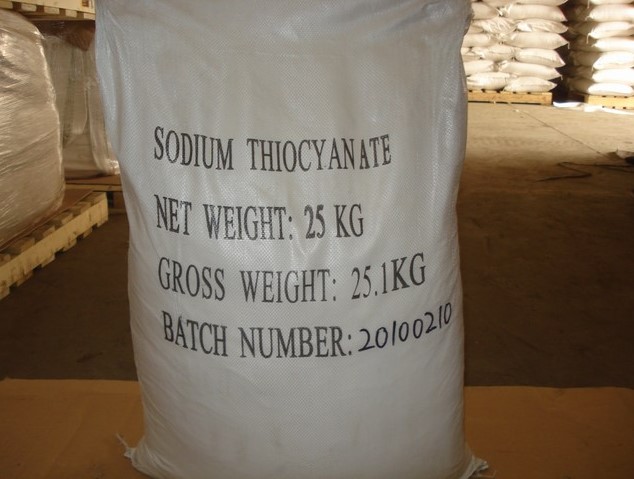 SODIUM THIOCYANATE
NET WEIGHT: 25 KG
GROSS WEIGHT: 25.1KG
BATCH NUMBER: 20100210